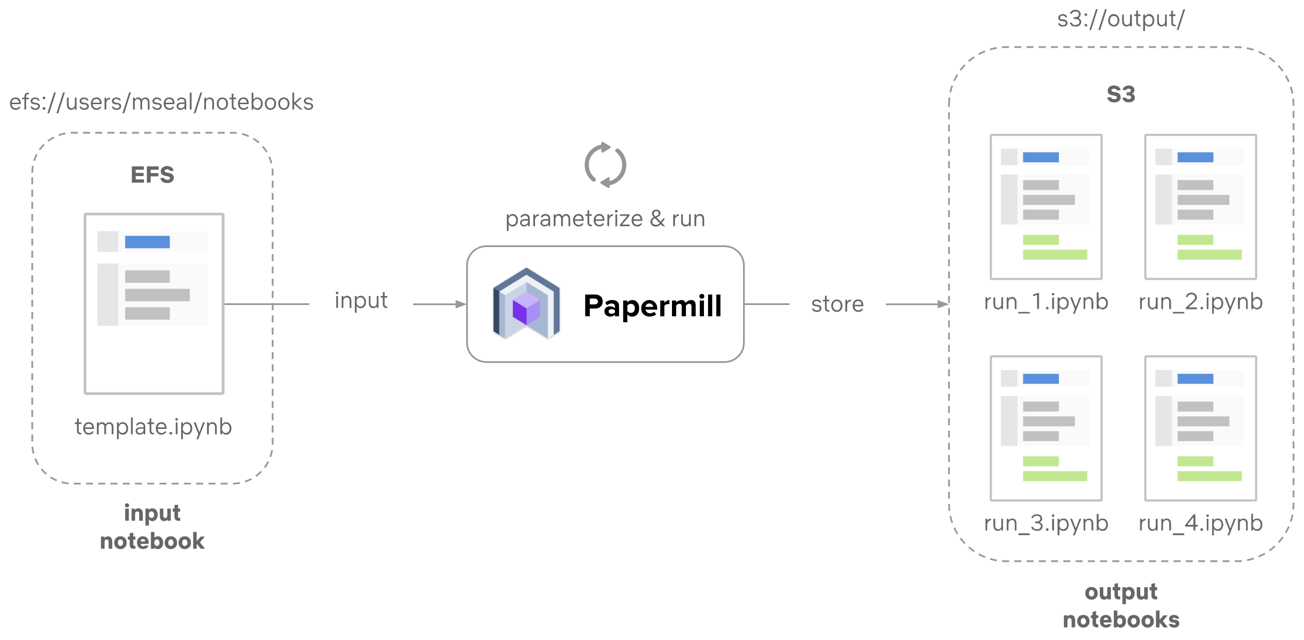 efs://users/mseal/notebooks
EFS
template.ipynb
input
notebook
input
parameterize & run
Papermill
store
s3://output/
S3
run_1.ipynb
run_2.ipynb
run_3.ipynb
run_4.ipynb
output
notebooks